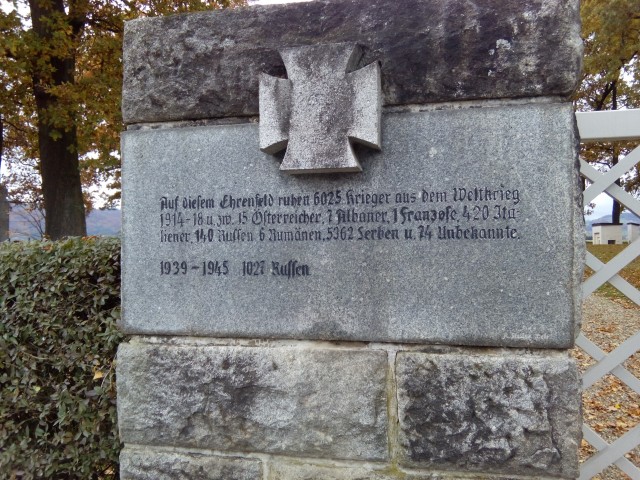 Auf diesem Ehrenfeld ruhen 6025 Krieger aus dem Weltkrieg
1914-18 u. zw. 15 Österreicher, 7 Albaner, 1 Franzose, 420 Ita
liener, 140 Russen, 6 Rumänen, 5362 Serben u. 74 Unbekannte.
1939-1945 1027 Russen